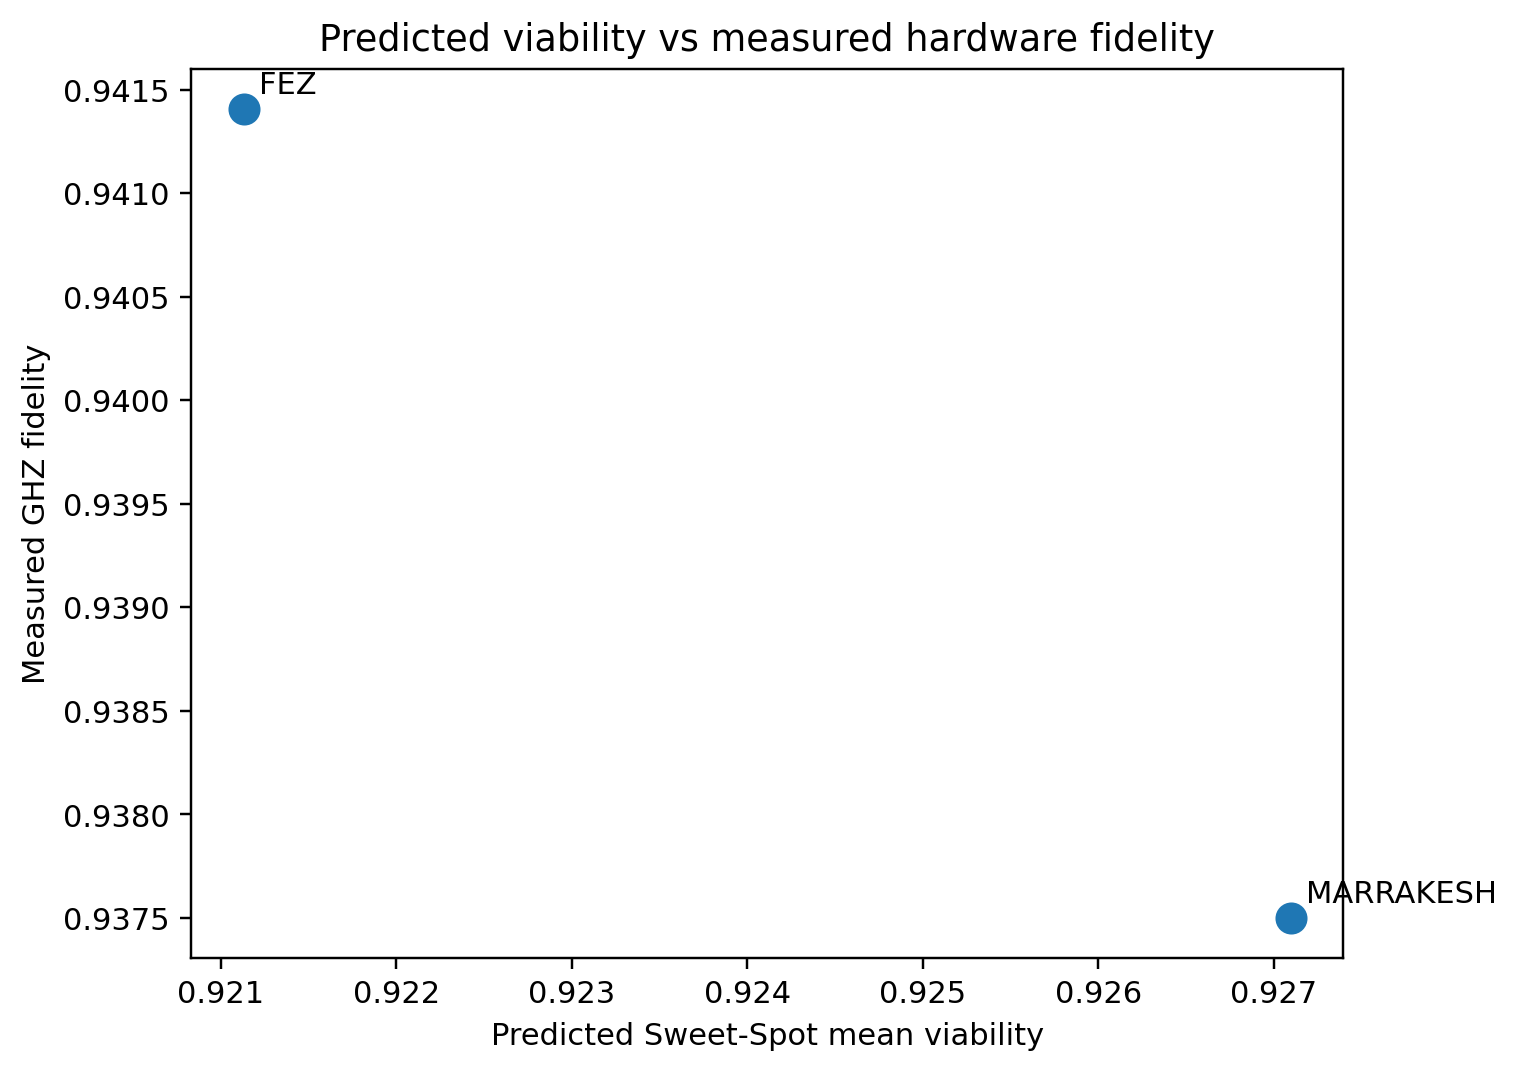 Predicted viability vs measured hardware fidelity
FEZ
0.9415
0.9410
0.9405
0.9400
0.9395
0.9390
0.9385
0.9380
0.9375
Measured GHZ fidelity
MARRAKESH
0.921 0.922 0.923 0.924 0.925 0.926 0.927
Predicted Sweet-Spot mean viability